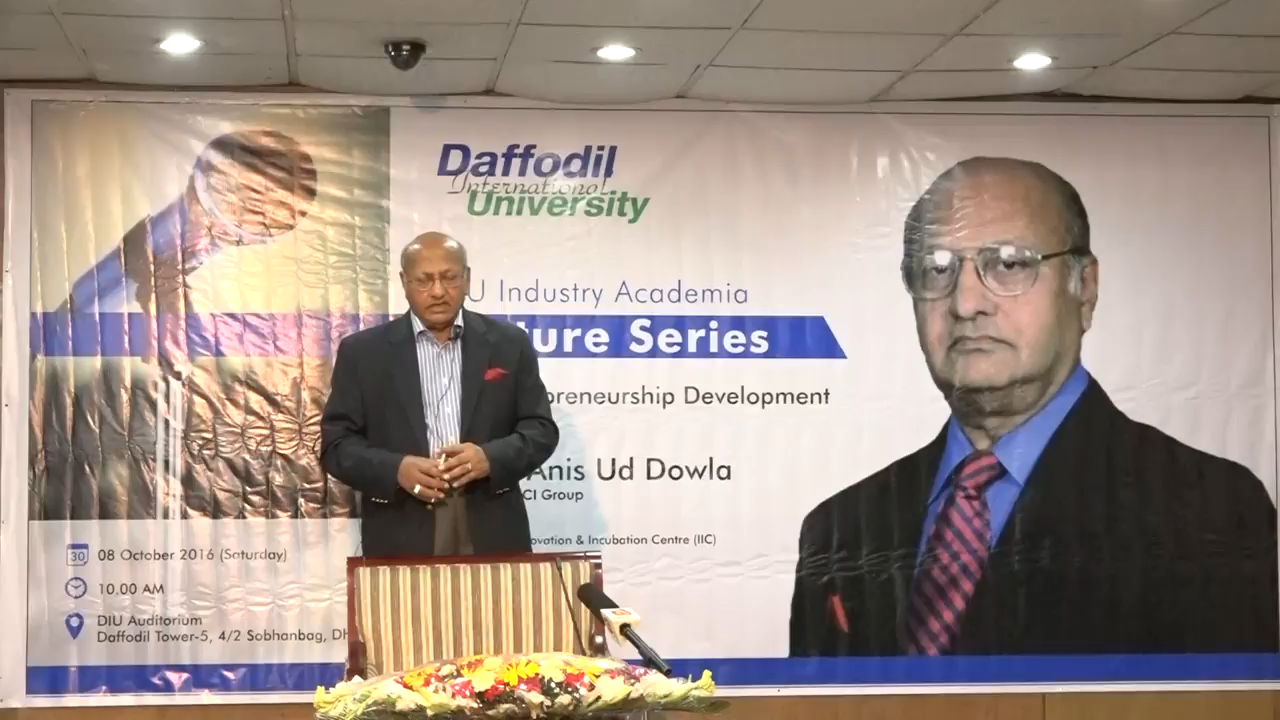 Daffodil
International
University
U Industry Academia
ture Series
preneurship Development
Anis Ud Dowla
CI Group
ovation & Incubation Centre (IIC)
30
08 October 2016 (Saturday)
10.00 AM
DIU Auditorium
Daffodil Tower-5, 4/2 Sobhanbag, Dh